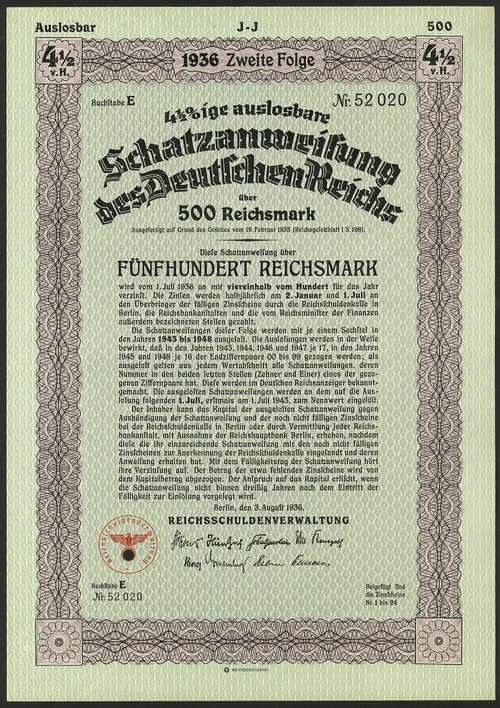 Auslosbar J-J 500
4½ v.H. 1936 Zweite Folge 4½ v.H.
Buchstabe E Nr. 52020
4½%ige auslosbare
Schatzanweisung
des Deutschen Reichs
über
500 Reichsmark
Ausgefertigt auf Grund des Gesetzes vom 19. Februar 1935 (Reichsgesetzblatt I S. 198).
Diese Schatzanweisung über
FÜNFHUNDERT REICHSMARK
wird vom 1. Juli 1936 an mit viereinhalb vom Hundert für das Jahr
verzinst. Die Zinsen werden halbjährlich am 2. Januar und 1. Juli an
den Überbringer der fälligen Zinsscheine durch die Reichsschuldenkasse in
Berlin, die Reichsbankanstalten und die vom Reichsminister der Finanzen
außerdem bezeichneten Stellen gezahlt.
Die Schatzanweisungen dieser Folge werden mit je einem Sechstel in
den Jahren 1943 bis 1948 ausgelost. Die Auslosungen werden in der Weise
bewirkt, daß in den Jahren 1943, 1944, 1946 und 1947 je 17, in den Jahren
1945 und 1948 je 16 der Endziffernpaare 00 bis 99 gezogen werden; als
ausgelost gelten aus jedem Wertabschnitt alle Schatzanweisungen, deren
Nummer in den beiden letzten Stellen (Zehner und Einer) eines der gezo-
genen Ziffernpaare hat. Diese werden im Deutschen Reichsanzeiger bekannt-
gemacht. Die ausgelosten Schatzanweisungen werden an dem auf die Aus-
losung folgenden 1. Juli, erstmals am 1. Juli 1943, zum Nennwert eingelöst.
Der Inhaber kann das Kapital der ausgelosten Schatzanweisung gegen
Aushändigung der Schatzanweisung und der noch nicht fälligen Zinsscheine
bei der Reichsschuldenkasse in Berlin oder durch Vermittlung jeder Reichs-
bankanstalt, mit Ausnahme der Reichshauptbank Berlin, erheben, nachdem
diese die ihr einzureichende Schatzanweisung mit den noch nicht fälligen
Zinsscheinen zur Anerkennung der Reichsschuldenkasse eingesandt und deren
Anweisung erhalten hat. Mit dem Fälligkeitstag der Schatzanweisung hört
ihre Verzinsung auf. Der Betrag der etwa fehlenden Zinsscheine wird von
dem Kapitalbetrag abgezogen. Der Anspruch auf das Kapital erlischt, wenn
die Schatzanweisung nicht binnen dreißig Jahren nach dem Eintritt der
Fälligkeit zur Einlösung vorgelegt wird.
Berlin, den 3. August 1936.
REICHSSCHULDENVERWALTUNG
Reichsschuldenverwaltung
Buchstabe E
Nr. 52020
Beigefügt sind
die Zinsscheine
Nr. 1 bis 24
4½ v.H. 4½ v.H.
REICHSDRUCKEREI